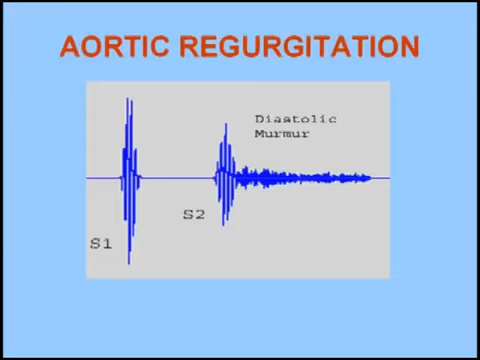 AORTIC REGURGITATION
Diastolic
Murmur
S2
S1